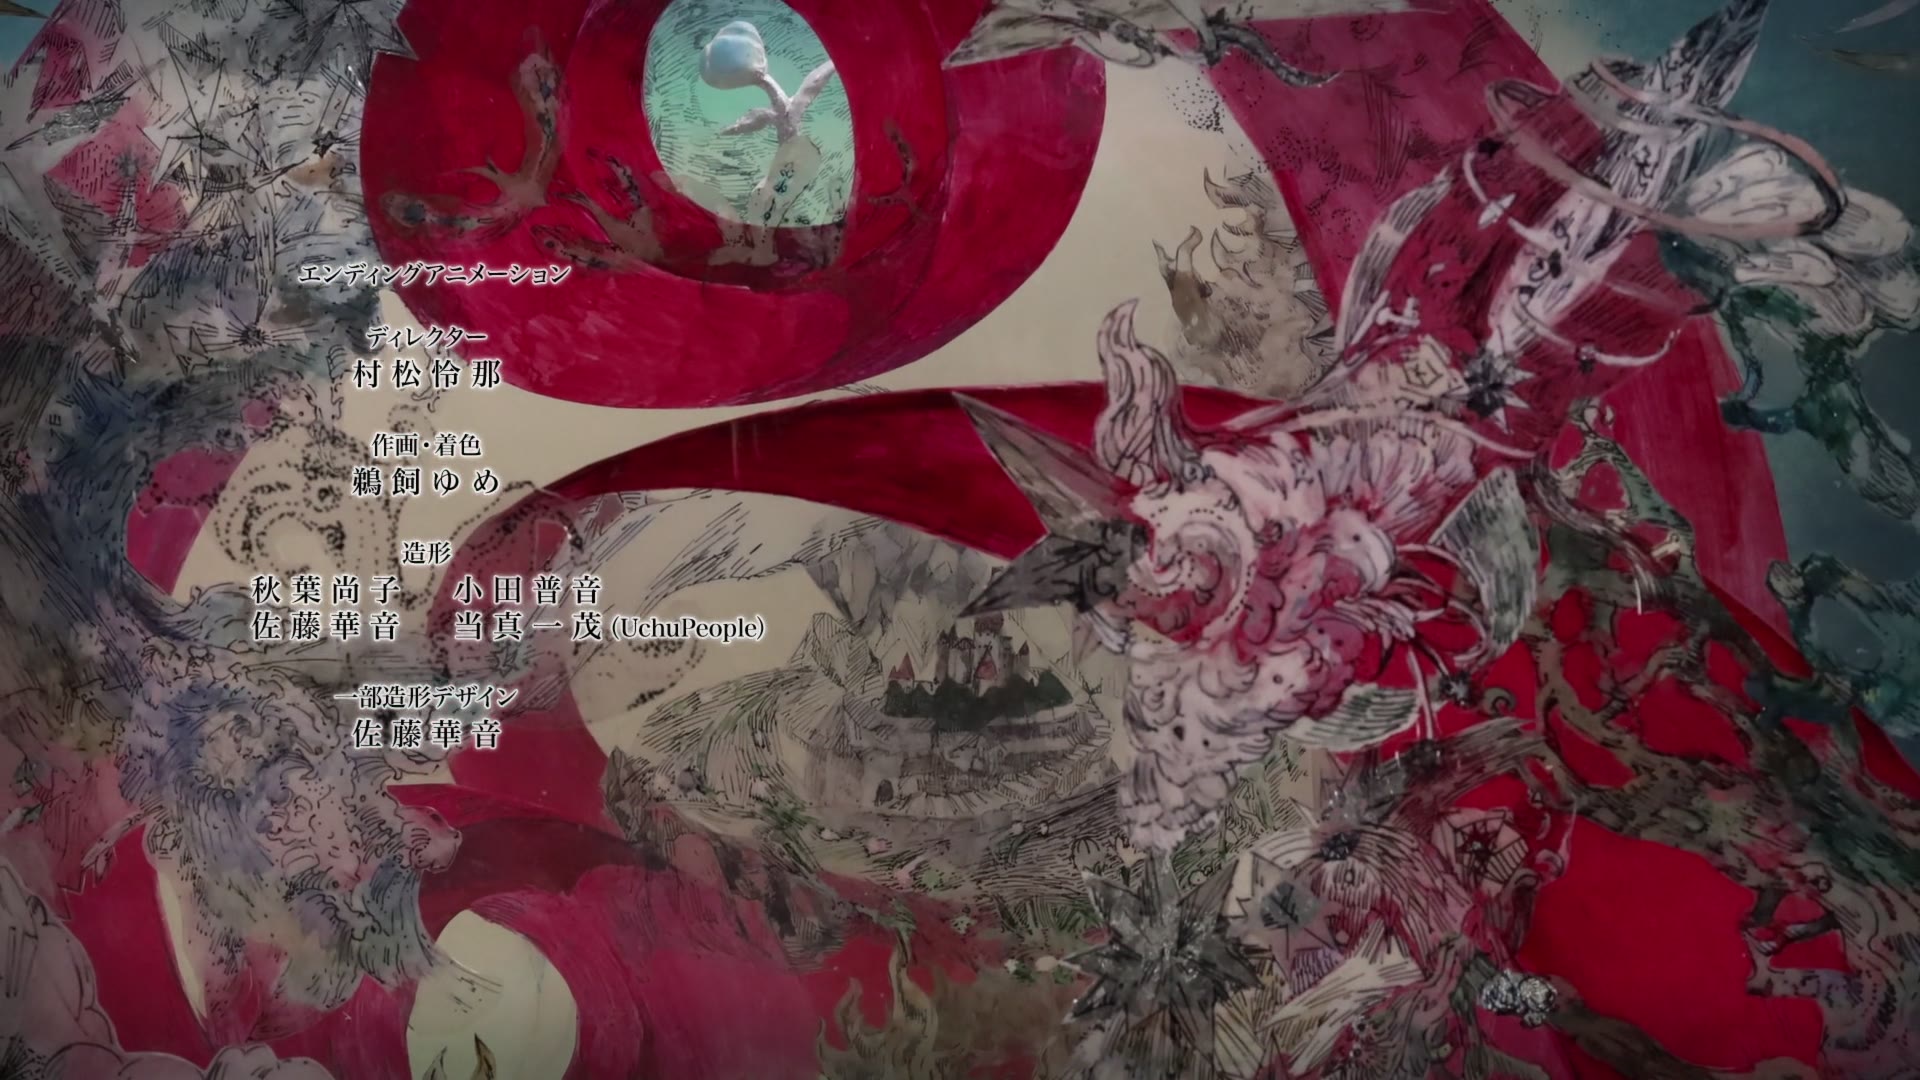 エンディングアニメーション
ディレクター
村松怜那
作画・着色
鵜飼ゆめ
造形
秋葉尚子 小田普音
佐藤華音 当真一茂(UchuPeople)
一部造形デザイン
佐藤華音